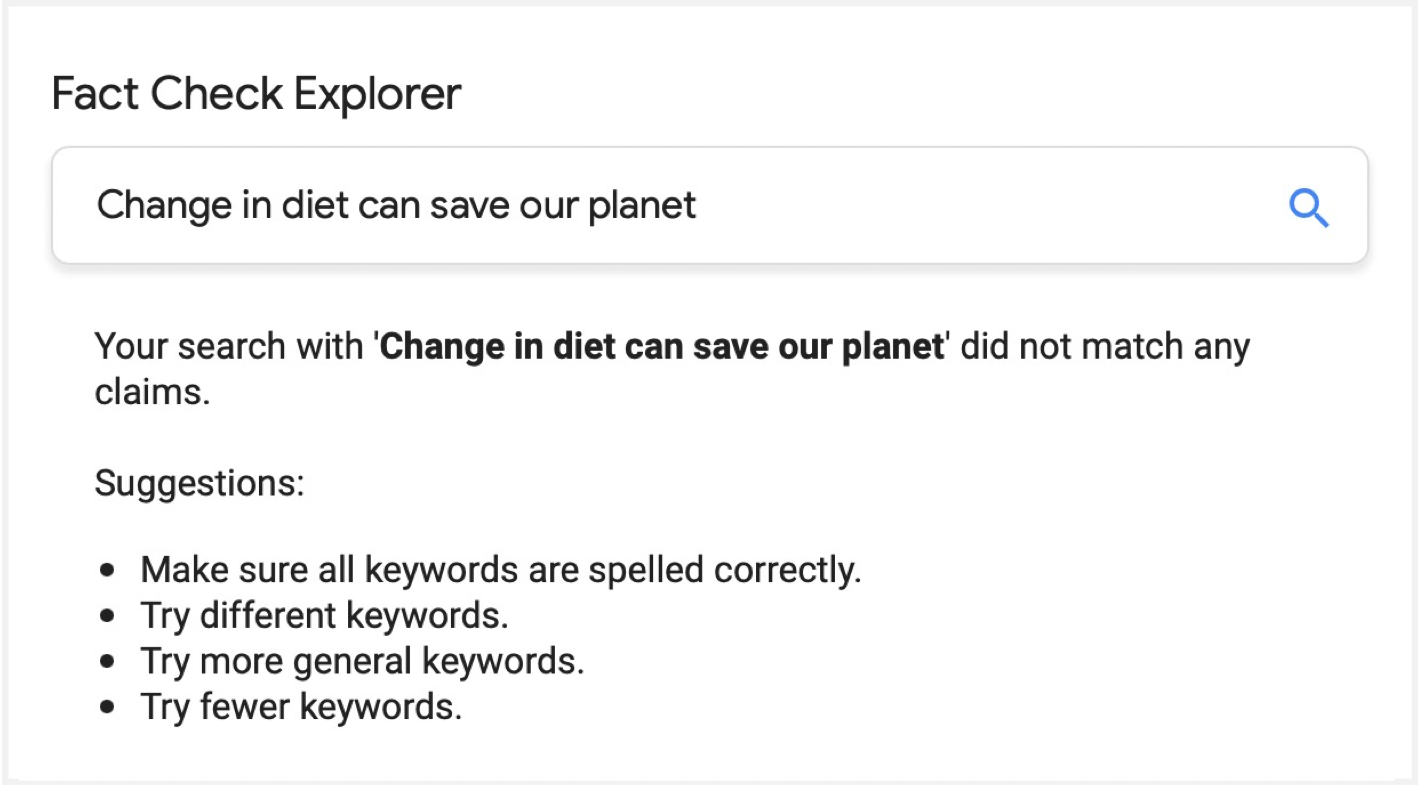 Fact Check Explorer
Change in diet can save our planet
Your search with 'Change in diet can save our planet' did not match any
claims.
Suggestions:
• Make sure all keywords are spelled correctly.
• Try different keywords.
• Try more general keywords.
• Try fewer keywords.